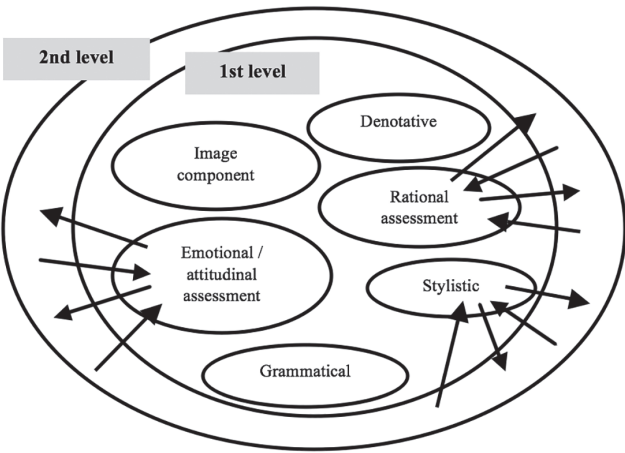 2nd level
1st level
Denotative
Image
component
Rational
assessment
Emotional /
attitudinal
assessment
Stylistic
Grammatical